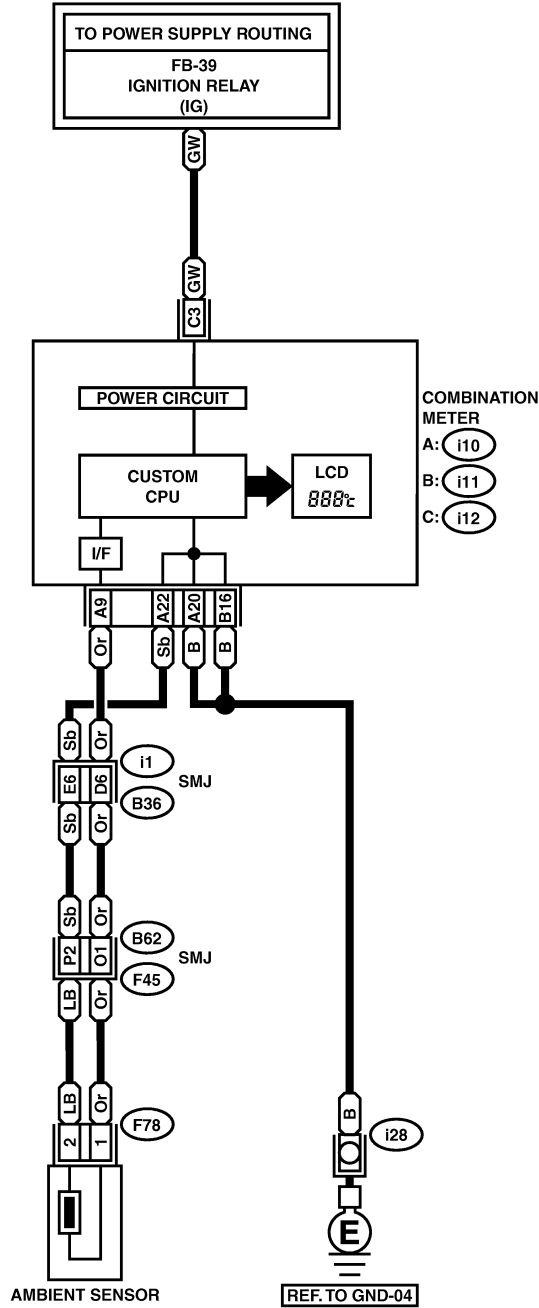 TO POWER SUPPLY ROUTING
FB-39
IGNITION RELAY
(IG)
GW
GW
C3
POWER CIRCUIT
COMBINATION
METER
A: i10
B: i11
C: i12
CUSTOM
CPU
LCD
888°c
I/F
A9
A22
A20
B16
Or
Sb
B
B
Sb
Or
i1
E6
D6
SMJ
B36
Sb
Or
Sb
Or
B62
P2
O1
SMJ
F45
LB
Or
LB
Or
F78
2
1
B
i28
E
AMBIENT SENSOR
REF. TO GND-04